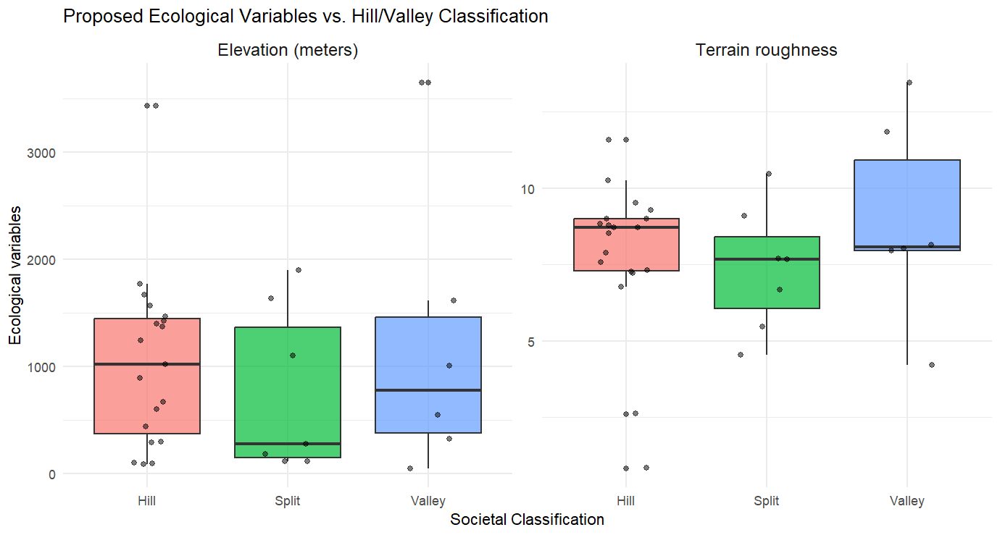 Proposed Ecological Variables vs. Hill/Valley Classification
Elevation (meters)
Terrain roughness
Ecological variables
3000
2000
1000
0
10
5
Hill
Split
Valley
Hill
Split
Valley
Societal Classification